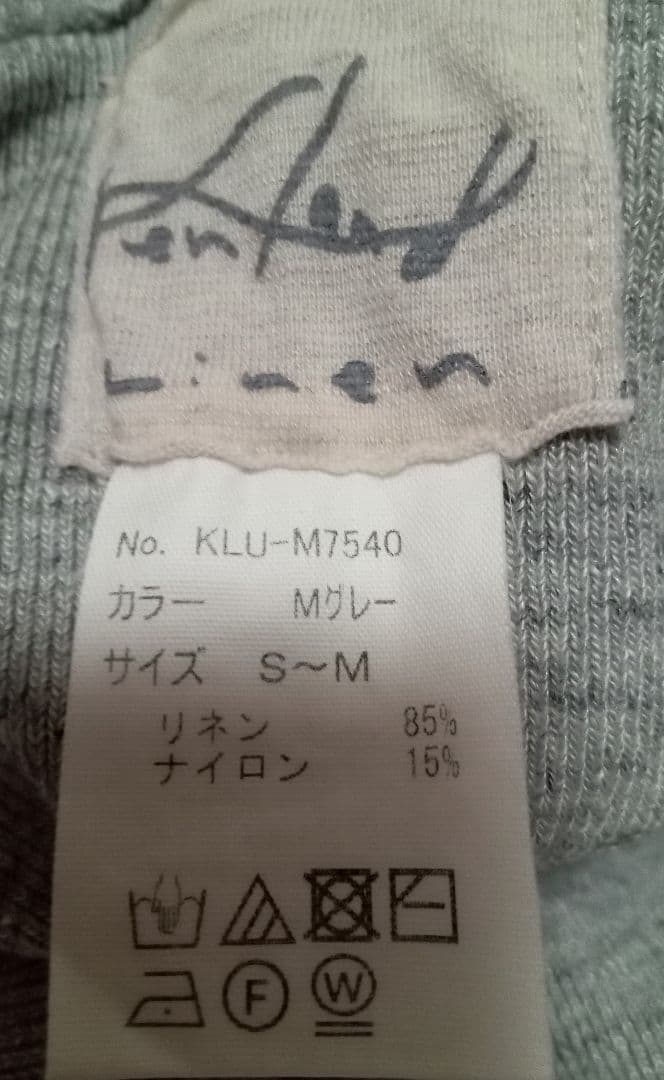 Linen
No. KLU-M7540
カラー Mグレー
サイズ S〜M
リネン 85%
ナイロン 15%
F W